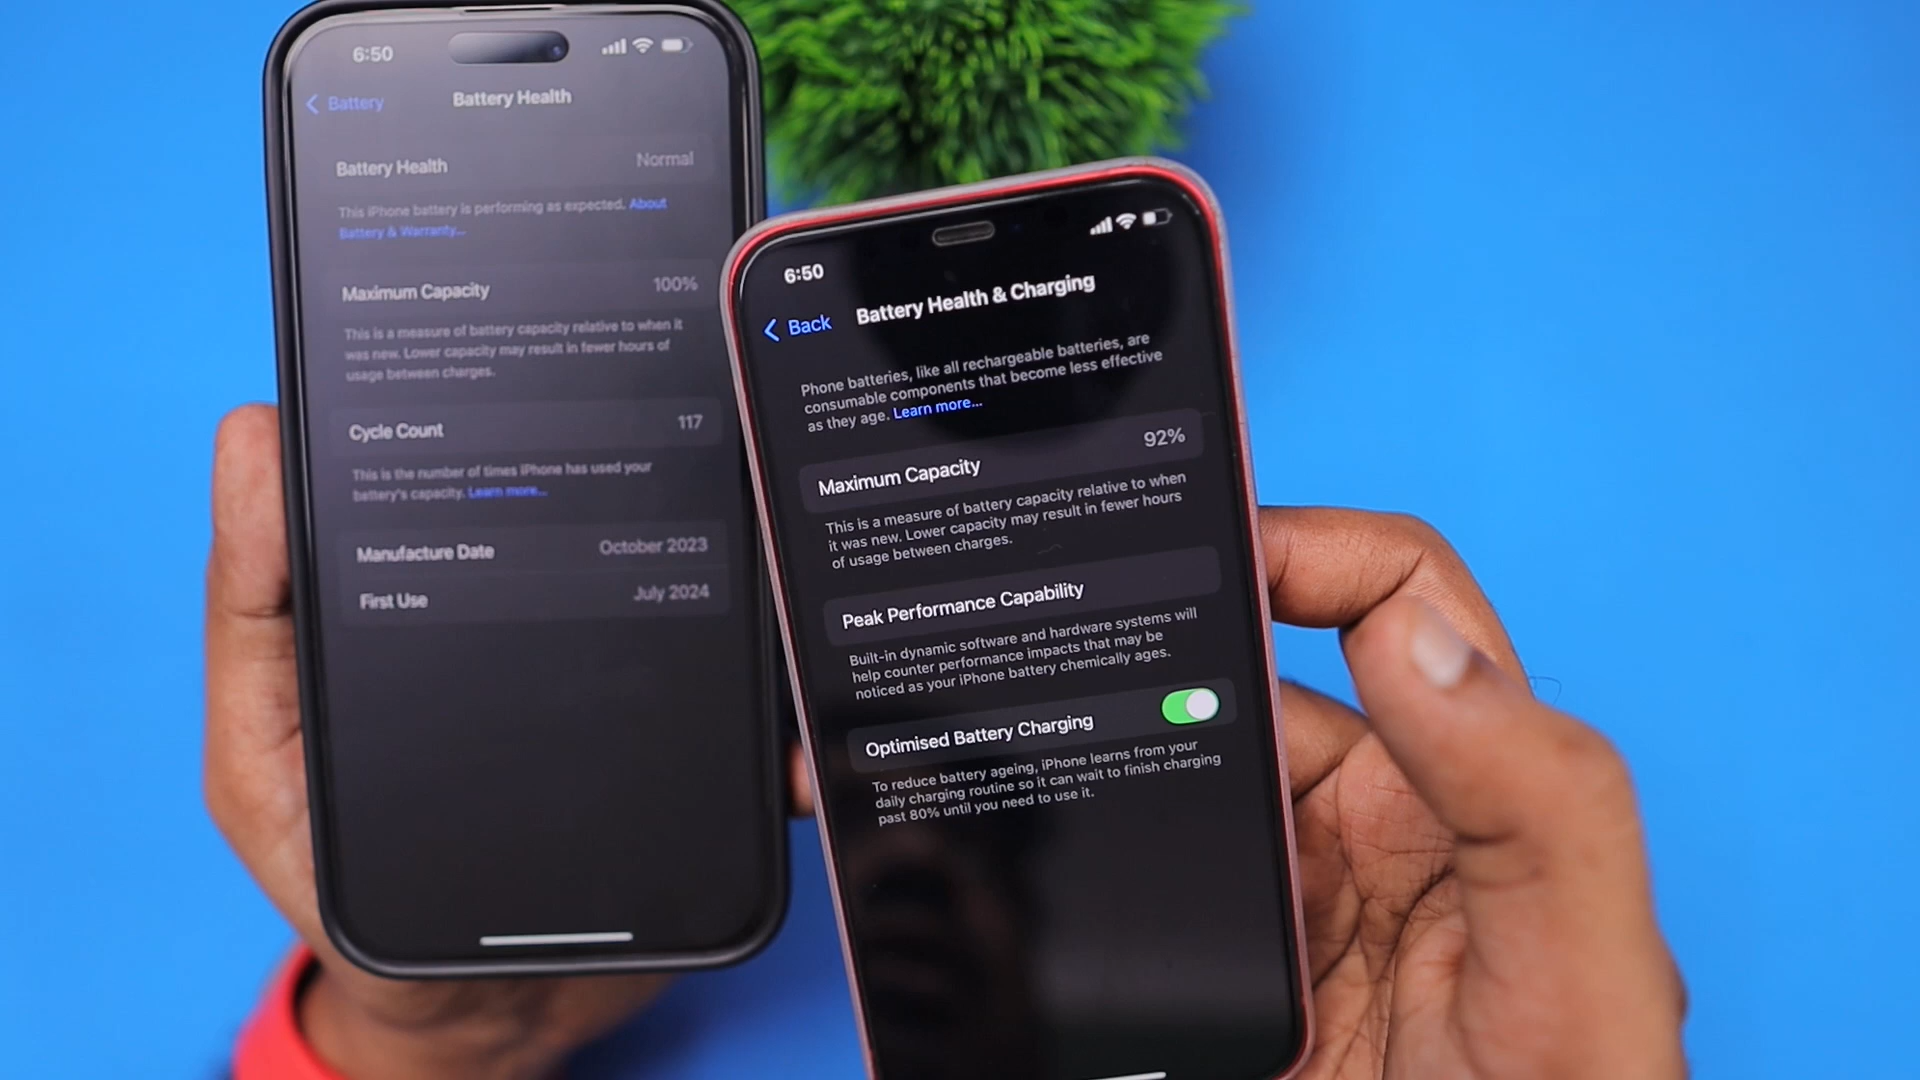 6:50
Battery
Battery Health
Battery Health
Normal
This iPhone battery is performing as expected. About
Battery & Warranty...
Maximum Capacity
100%
This is a measure of battery capacity relative to when it
was new. Lower capacity may result in fewer hours of
usage between charges.
Cycle Count
117
This is the number of times iPhone has used your
battery's capacity. Learn more...
Manufacture Date
October 2023
First Use
July 2024
6:50
Back
Battery Health & Charging
Phone batteries, like all rechargeable batteries, are
consumable components that become less effective
as they age. Learn more...
Maximum Capacity
92%
This is a measure of battery capacity relative to when
it was new. Lower capacity may result in fewer hours
of usage between charges.
Peak Performance Capability
Built-in dynamic software and hardware systems will
help counter performance impacts that may be
noticed as your iPhone battery chemically ages.
Optimised Battery Charging
To reduce battery ageing, iPhone learns from your
daily charging routine so it can wait to finish charging
past 80% until you need to use it.